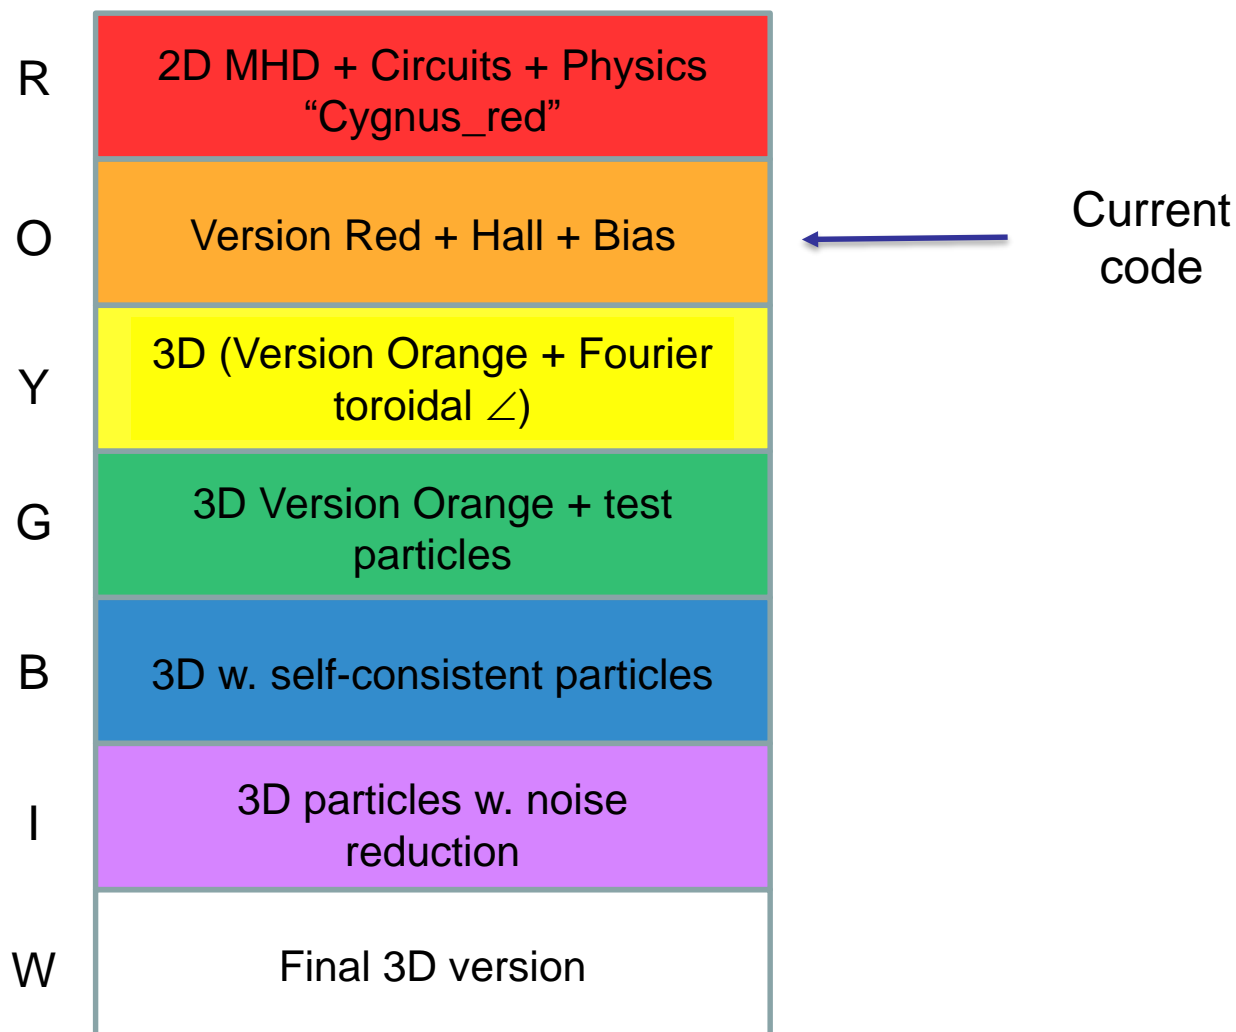 R
2D MHD + Circuits + Physics
“Cygnus_red”
O
Version Red + Hall + Bias
Current
code
Y
3D (Version Orange + Fourier
toroidal ∠)
G
3D Version Orange + test
particles
B
3D w. self-consistent particles
I
3D particles w. noise
reduction
W
Final 3D version